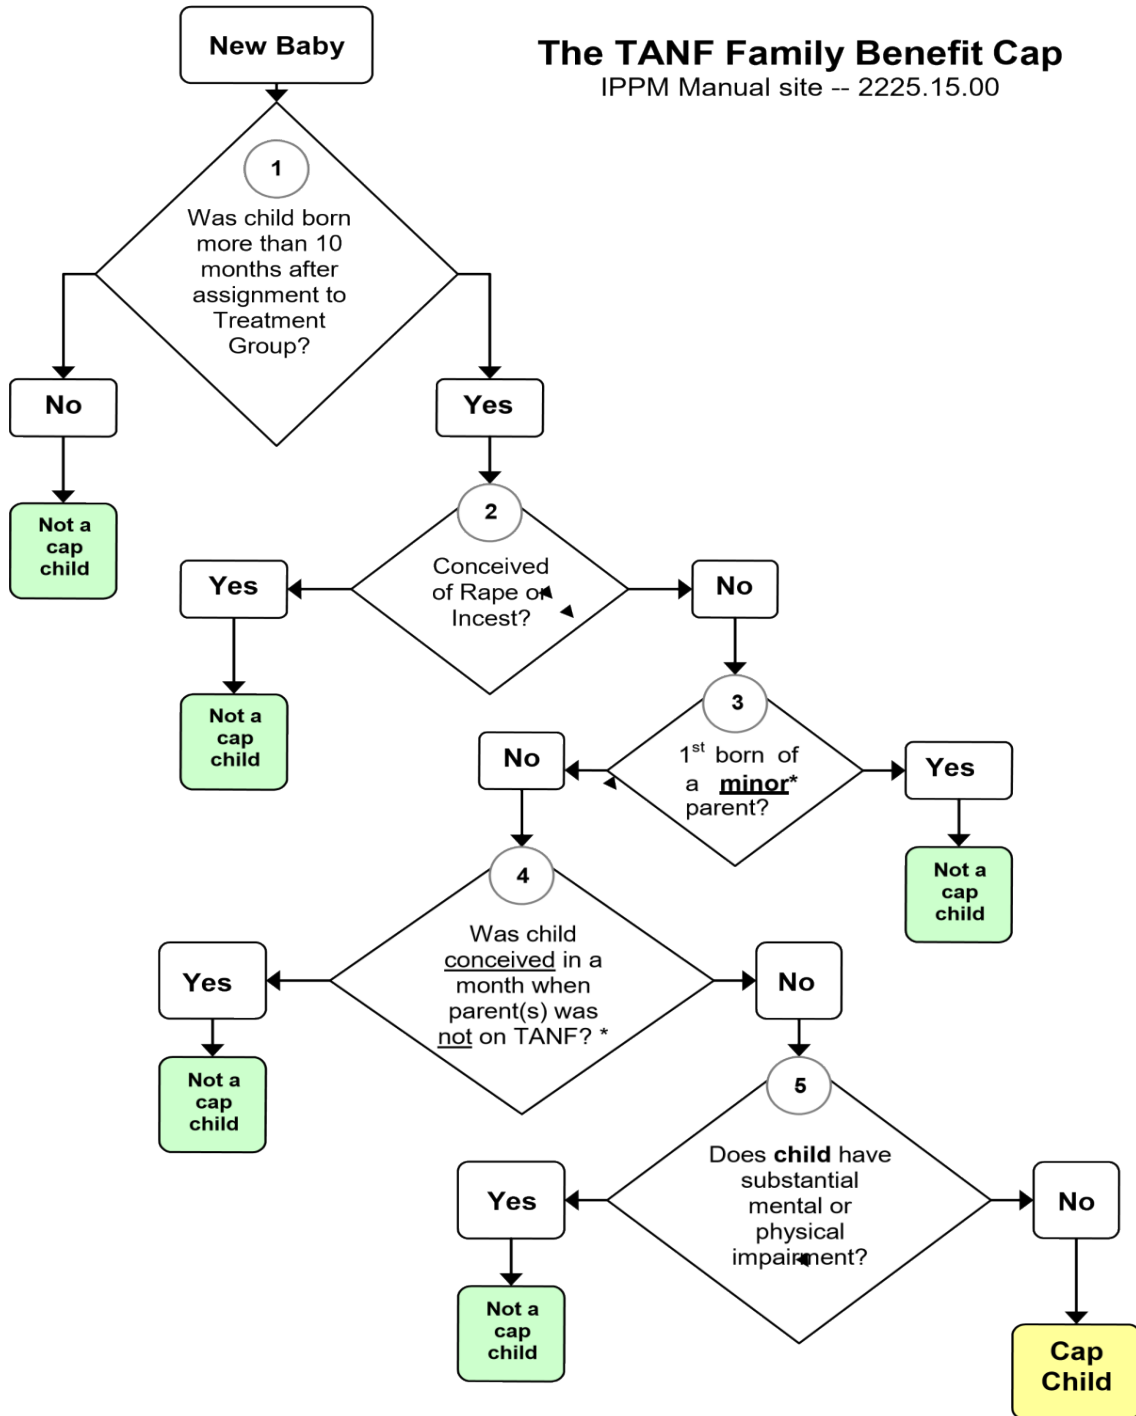 New Baby
The TANF Family Benefit Cap
IPPM Manual site -- 2225.15.00
1
Was child born
more than 10
months after
assignment to
Treatment
Group?
No
Yes
Not a
cap
child
2
Conceived
of Rape or
Incest?
Yes
No
Not a
cap
child
3
1st born of
a minor*
parent?
No
Yes
Not a
cap
child
4
Was child
conceived in a
month when
parent(s) was
not on TANF? *
Yes
No
Not a
cap
child
5
Does child have
substantial
mental or
physical
impairment?
Yes
No
Not a
cap
child
Cap
Child